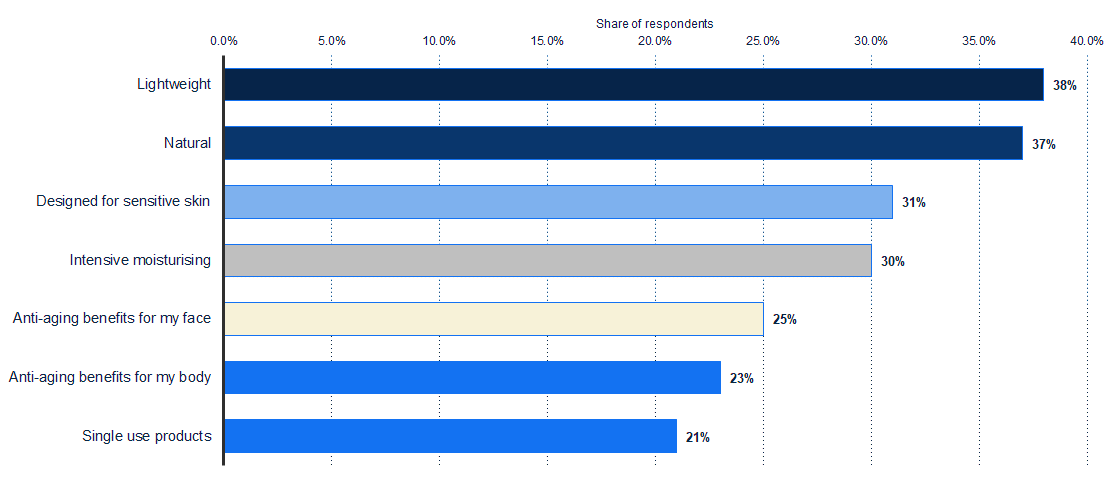 Share of respondents
0.0% 5.0% 10.0% 15.0% 20.0% 25.0% 30.0% 35.0% 40.0%
Lightweight 38%
Natural 37%
Designed for sensitive skin 31%
Intensive moisturising 30%
Anti-aging benefits for my face 25%
Anti-aging benefits for my body 23%
Single use products 21%